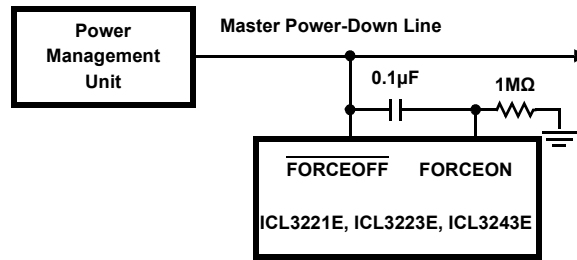 Power
Management
Unit
Master Power-Down Line
0.1μF
1MΩ
FORCEOFF FORCEON
ICL3221E, ICL3223E, ICL3243E